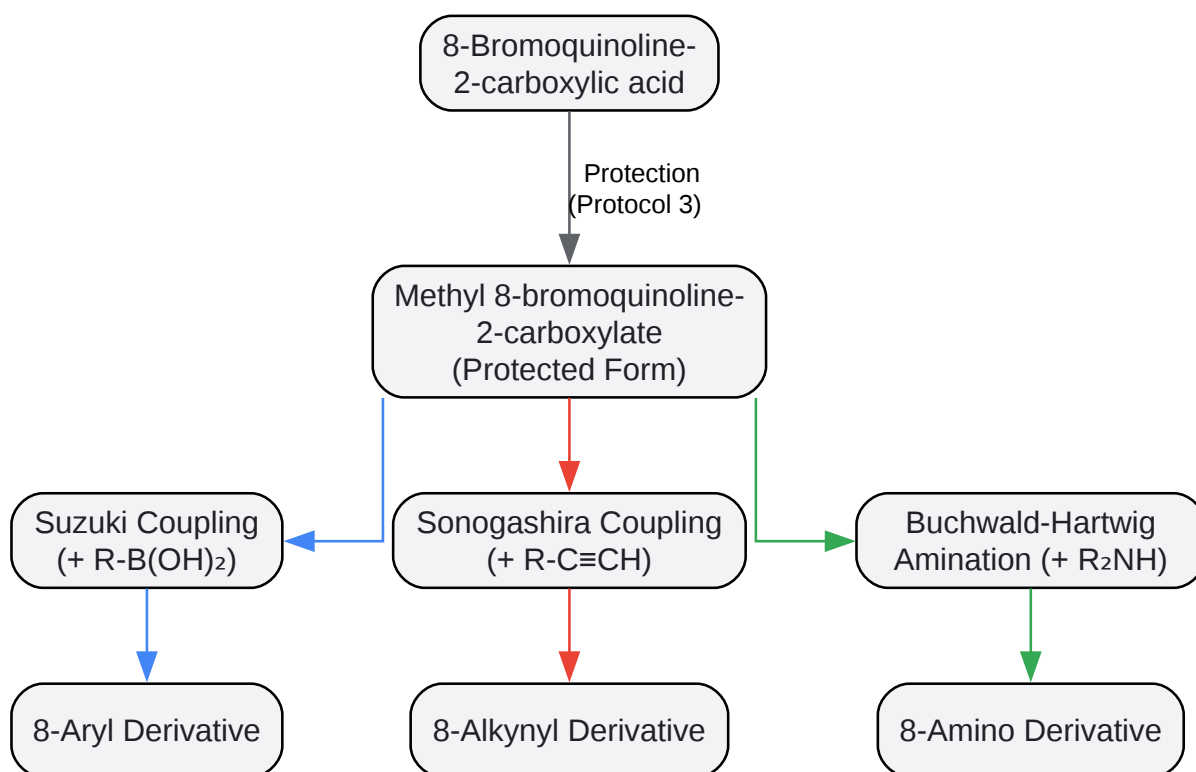 8-Bromoquinoline-
2-carboxylic acid
Protection
(Protocol 3)
Methyl 8-bromoquinoline-
2-carboxylate
(Protected Form)
Suzuki Coupling
(+ R-B(OH)₂)
Sonogashira Coupling
(+ R-C≡CH)
Buchwald-Hartwig
Amination (+ R₂NH)
8-Aryl Derivative
8-Alkynyl Derivative
8-Amino Derivative